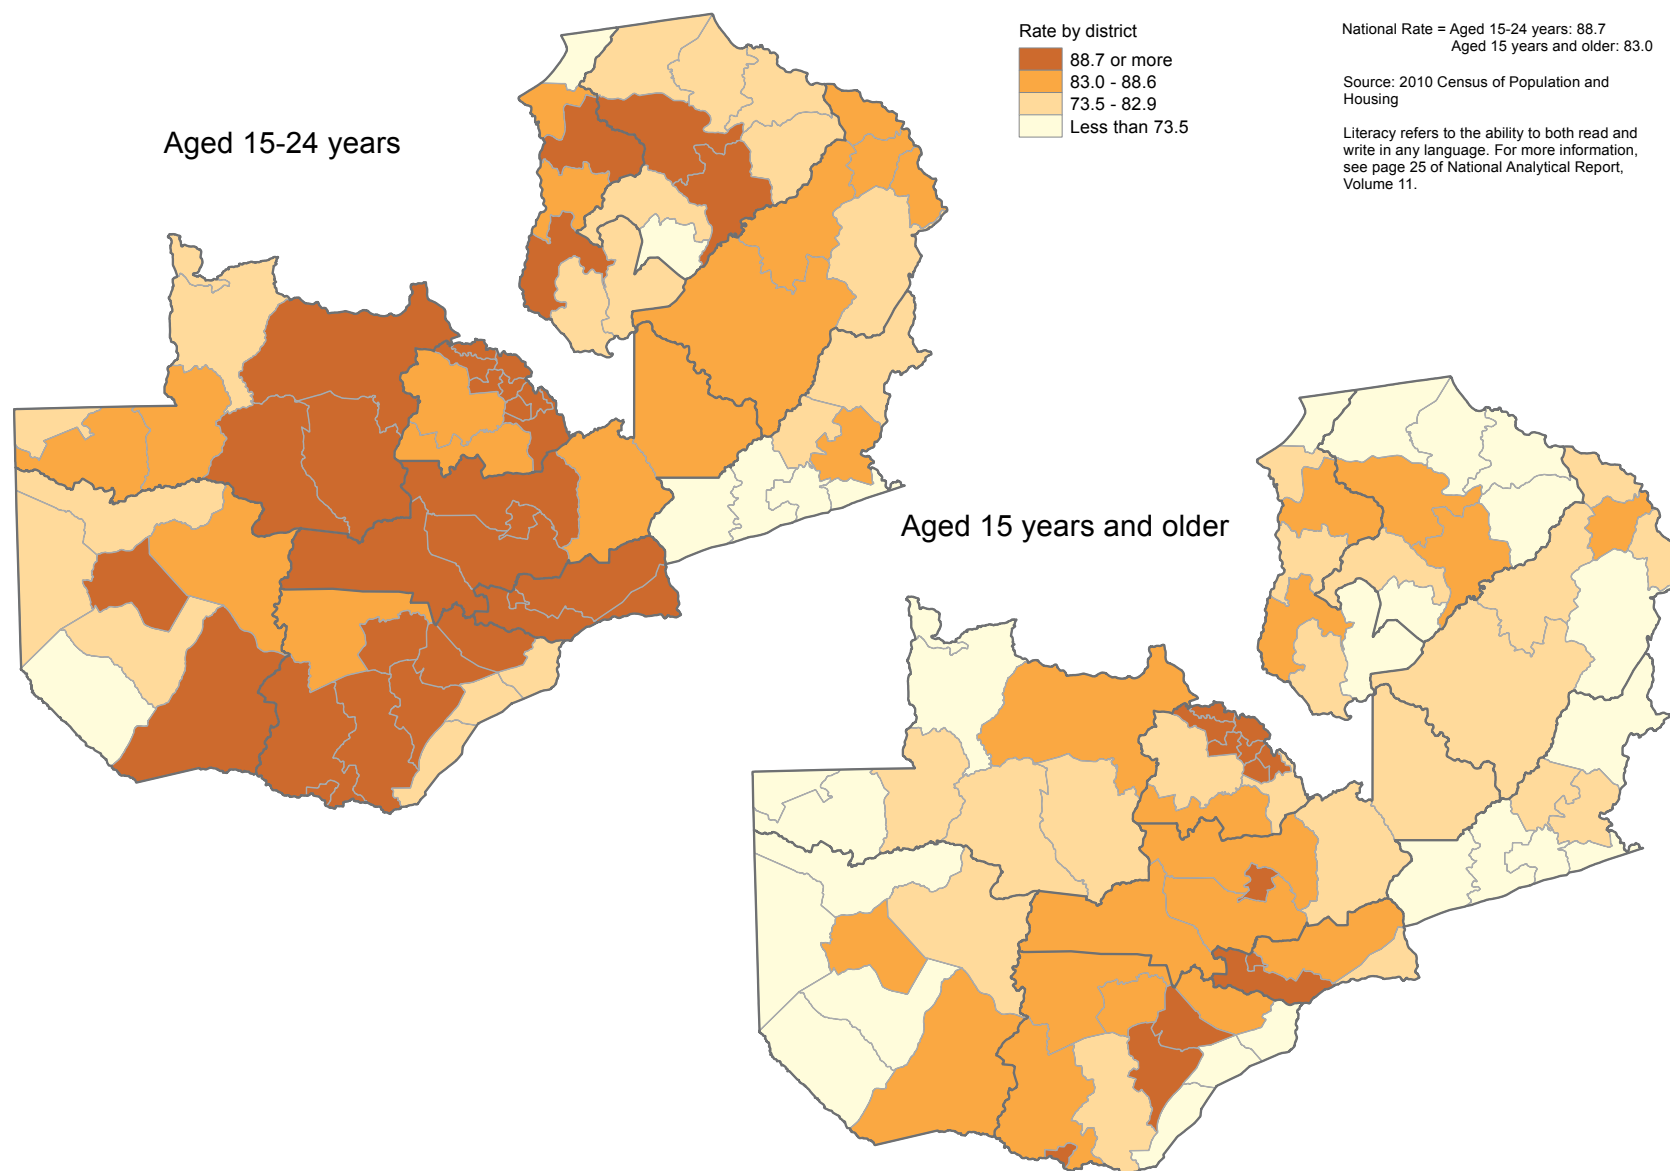 Rate by district
88.7 or more
83.0 - 88.6
73.5 - 82.9
Less than 73.5
National Rate = Aged 15-24 years: 88.7
Aged 15 years and older: 83.0
Source: 2010 Census of Population and
Housing
Literacy refers to the ability to both read and
write in any language. For more information,
see page 25 of National Analytical Report,
Volume 11.
Aged 15-24 years
Aged 15 years and older